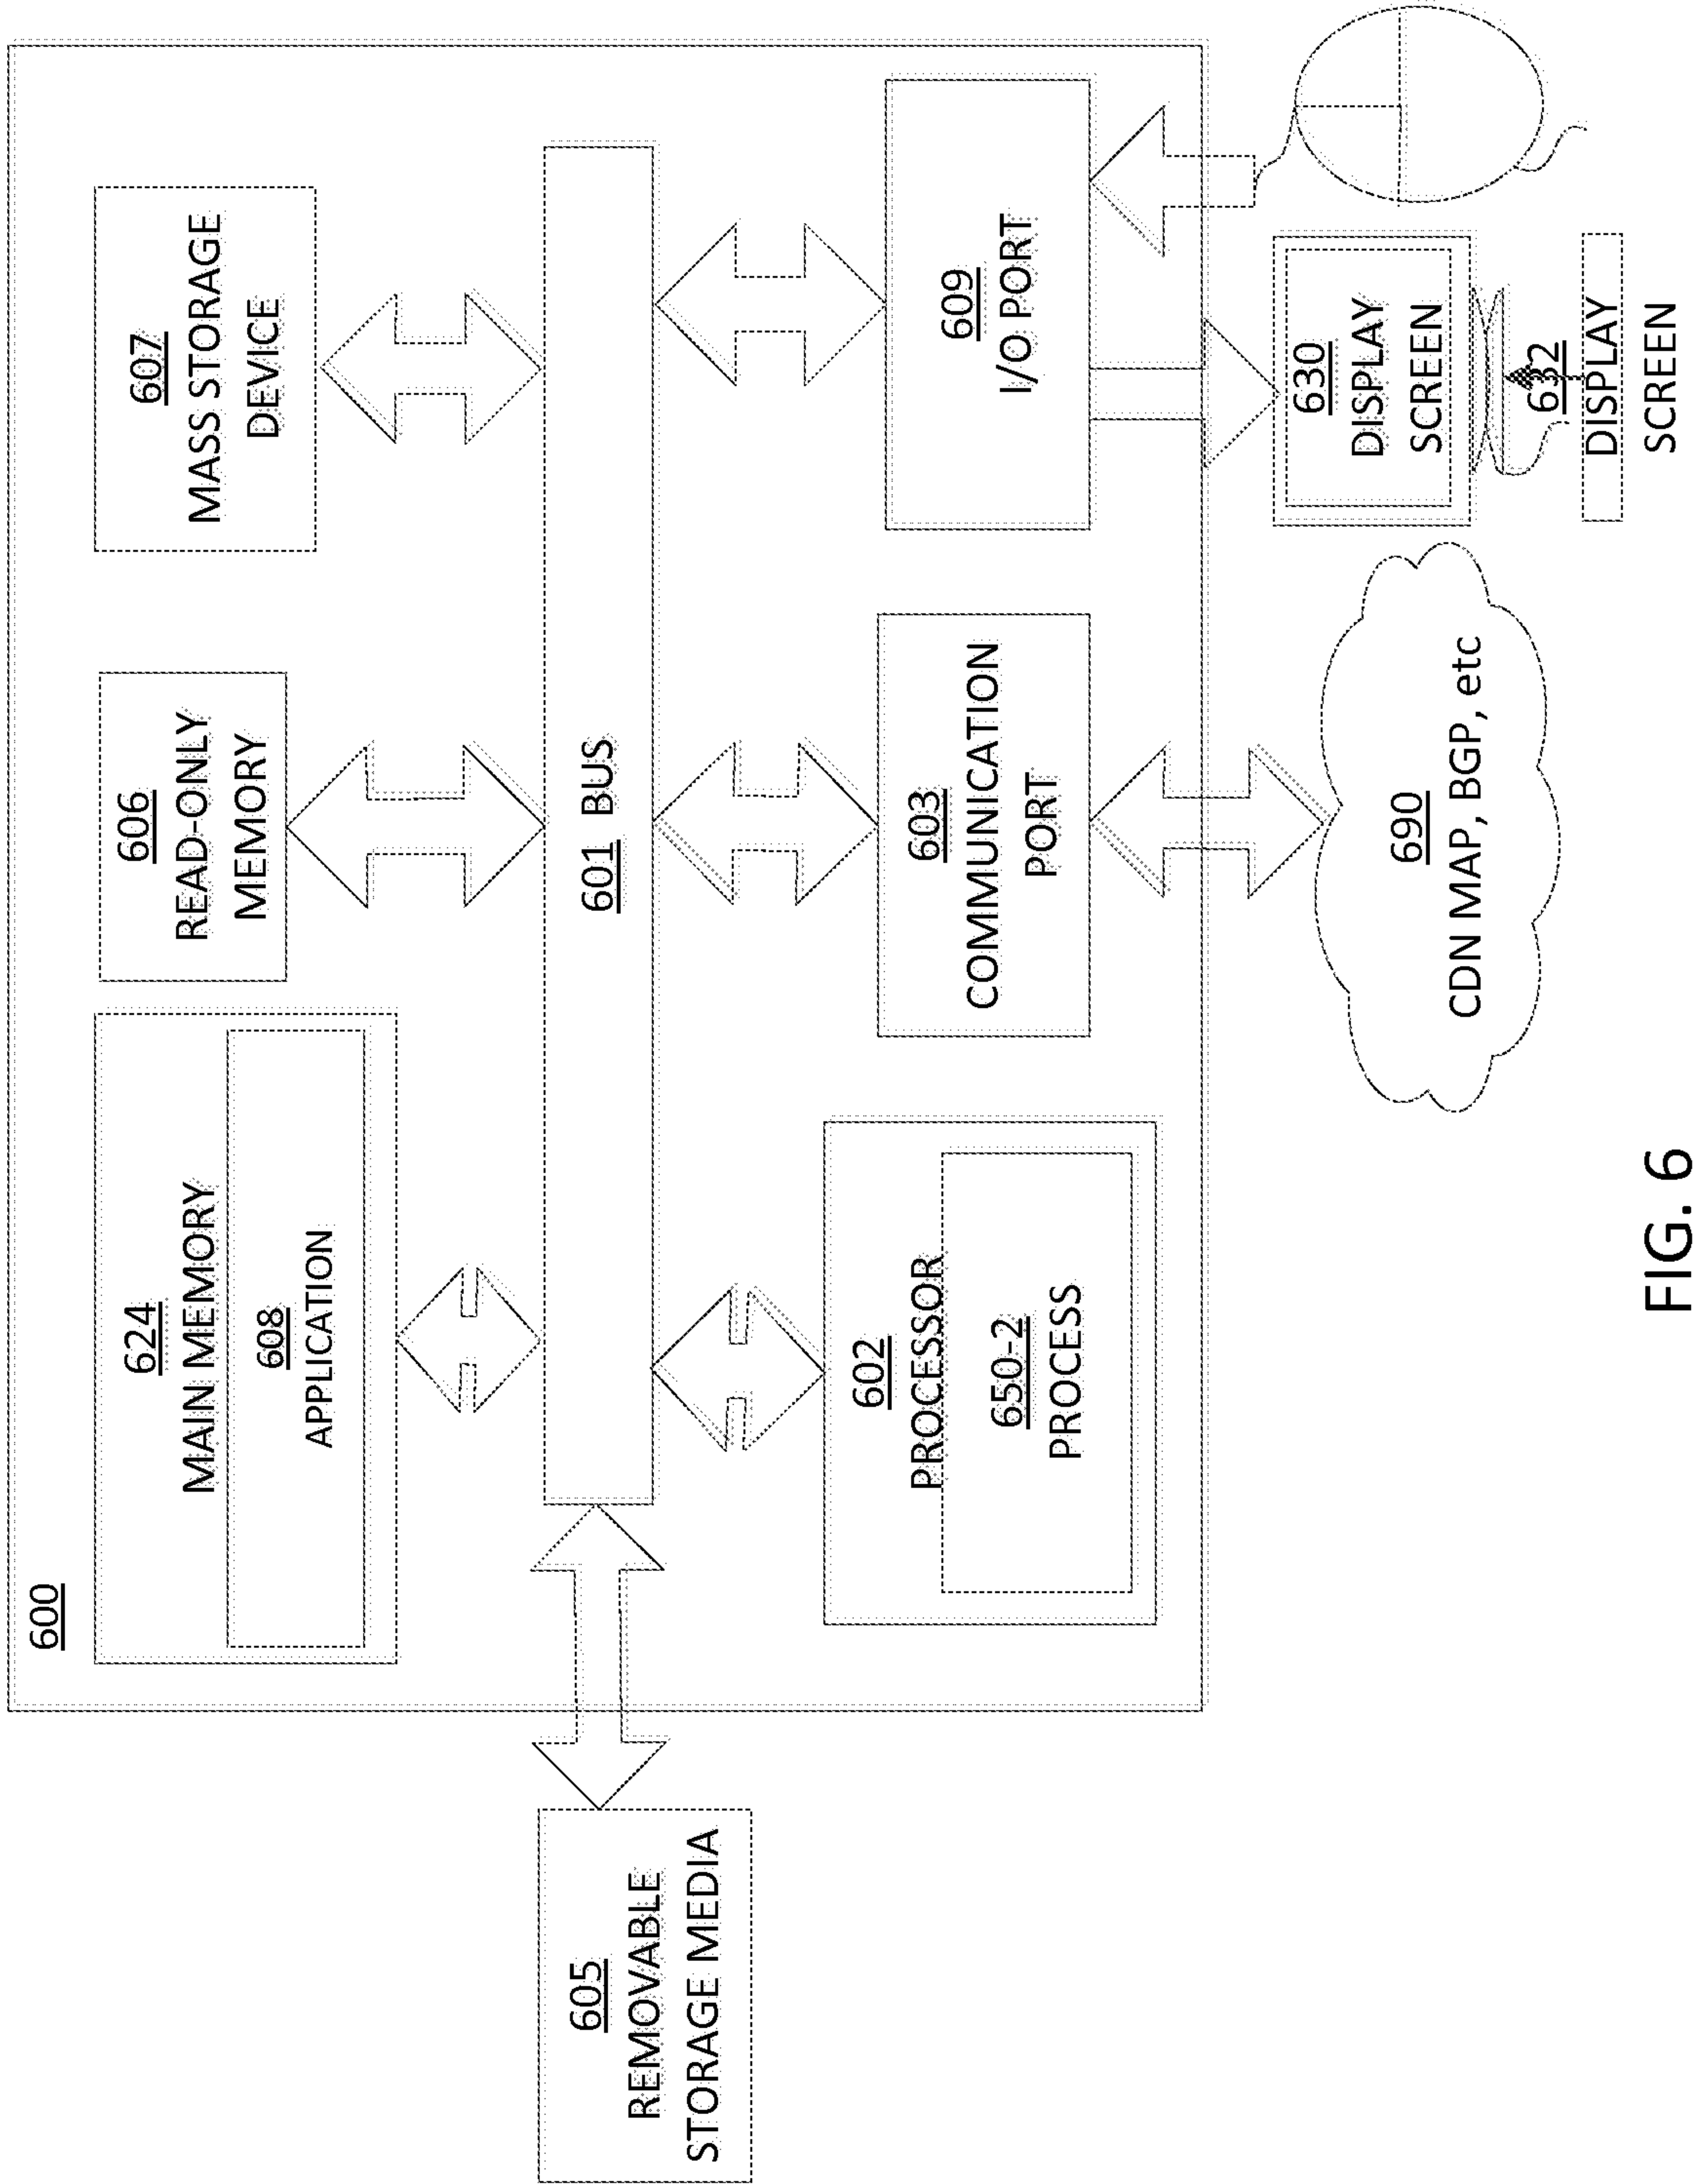 600
624
MAIN MEMORY
608
APPLICATION
606
READ-ONLY
MEMORY
607
MASS STORAGE
DEVICE
605
REMOVABLE
STORAGE MEDIA
601 BUS
602
PROCESSOR
650-2
PROCESS
603
COMMUNICATION
PORT
609
I/O PORT
690
CDN MAP, BGP, etc
630
DISPLAY
SCREEN
632
DISPLAY
SCREEN
FIG. 6